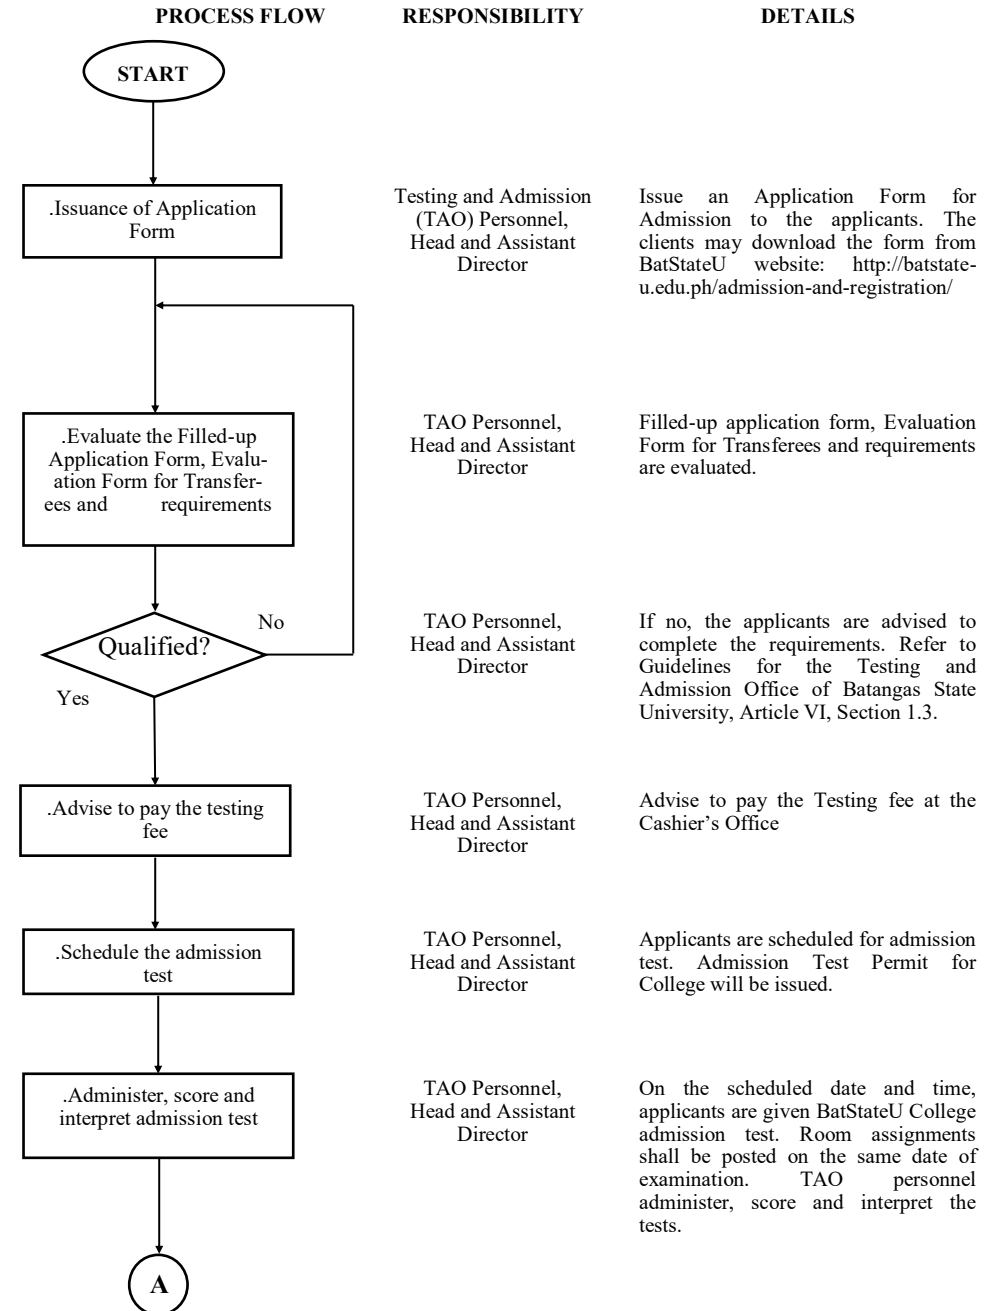 PROCESS FLOW RESPONSIBILITY DETAILS
START
.Issuance of Application
Form
Testing and Admission
(TAO) Personnel,
Head and Assistant
Director
Issue an Application Form for
Admission to the applicants. The
clients may download the form from
BatStateU website: http://batstate-
u.edu.ph/admission-and-registration/
.Evaluate the Filled-up
Application Form, Evalu-
ation Form for Transfer-
ees and requirements
TAO Personnel,
Head and Assistant
Director
Filled-up application form, Evaluation
Form for Transferees and requirements
are evaluated.
Qualified?
No
Yes
TAO Personnel,
Head and Assistant
Director
If no, the applicants are advised to
complete the requirements. Refer to
Guidelines for the Testing and
Admission Office of Batangas State
University, Article VI, Section 1.3.
.Advise to pay the testing
fee
TAO Personnel,
Head and Assistant
Director
Advise to pay the Testing fee at the
Cashier’s Office
.Schedule the admission
test
TAO Personnel,
Head and Assistant
Director
Applicants are scheduled for admission
test. Admission Test Permit for
College will be issued.
.Administer, score and
interpret admission test
TAO Personnel,
Head and Assistant
Director
On the scheduled date and time,
applicants are given BatStateU College
admission test. Room assignments
shall be posted on the same date of
examination. TAO personnel
administer, score and interpret the
tests.
A